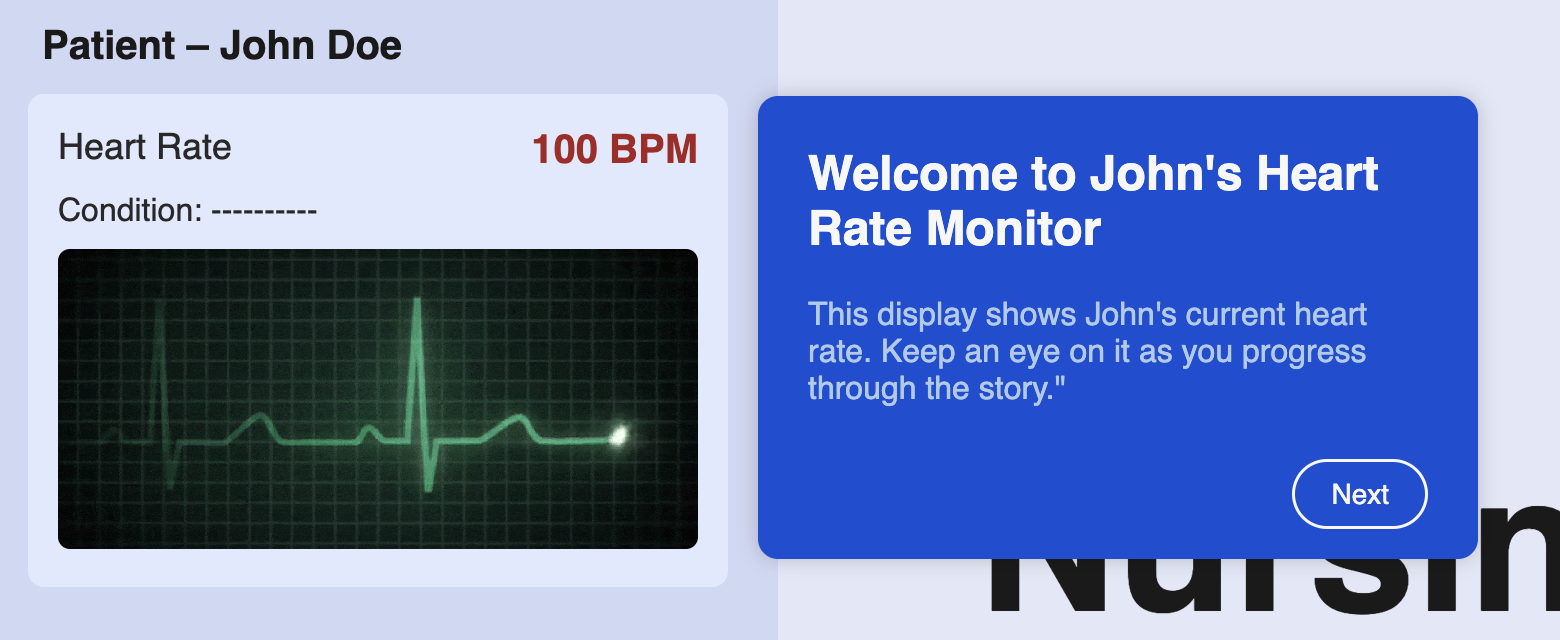 Patient – John Doe
Heart Rate
100 BPM
Condition: ----------
Welcome to John's Heart
Rate Monitor
This display shows John's current heart
rate. Keep an eye on it as you progress
through the story."
Next